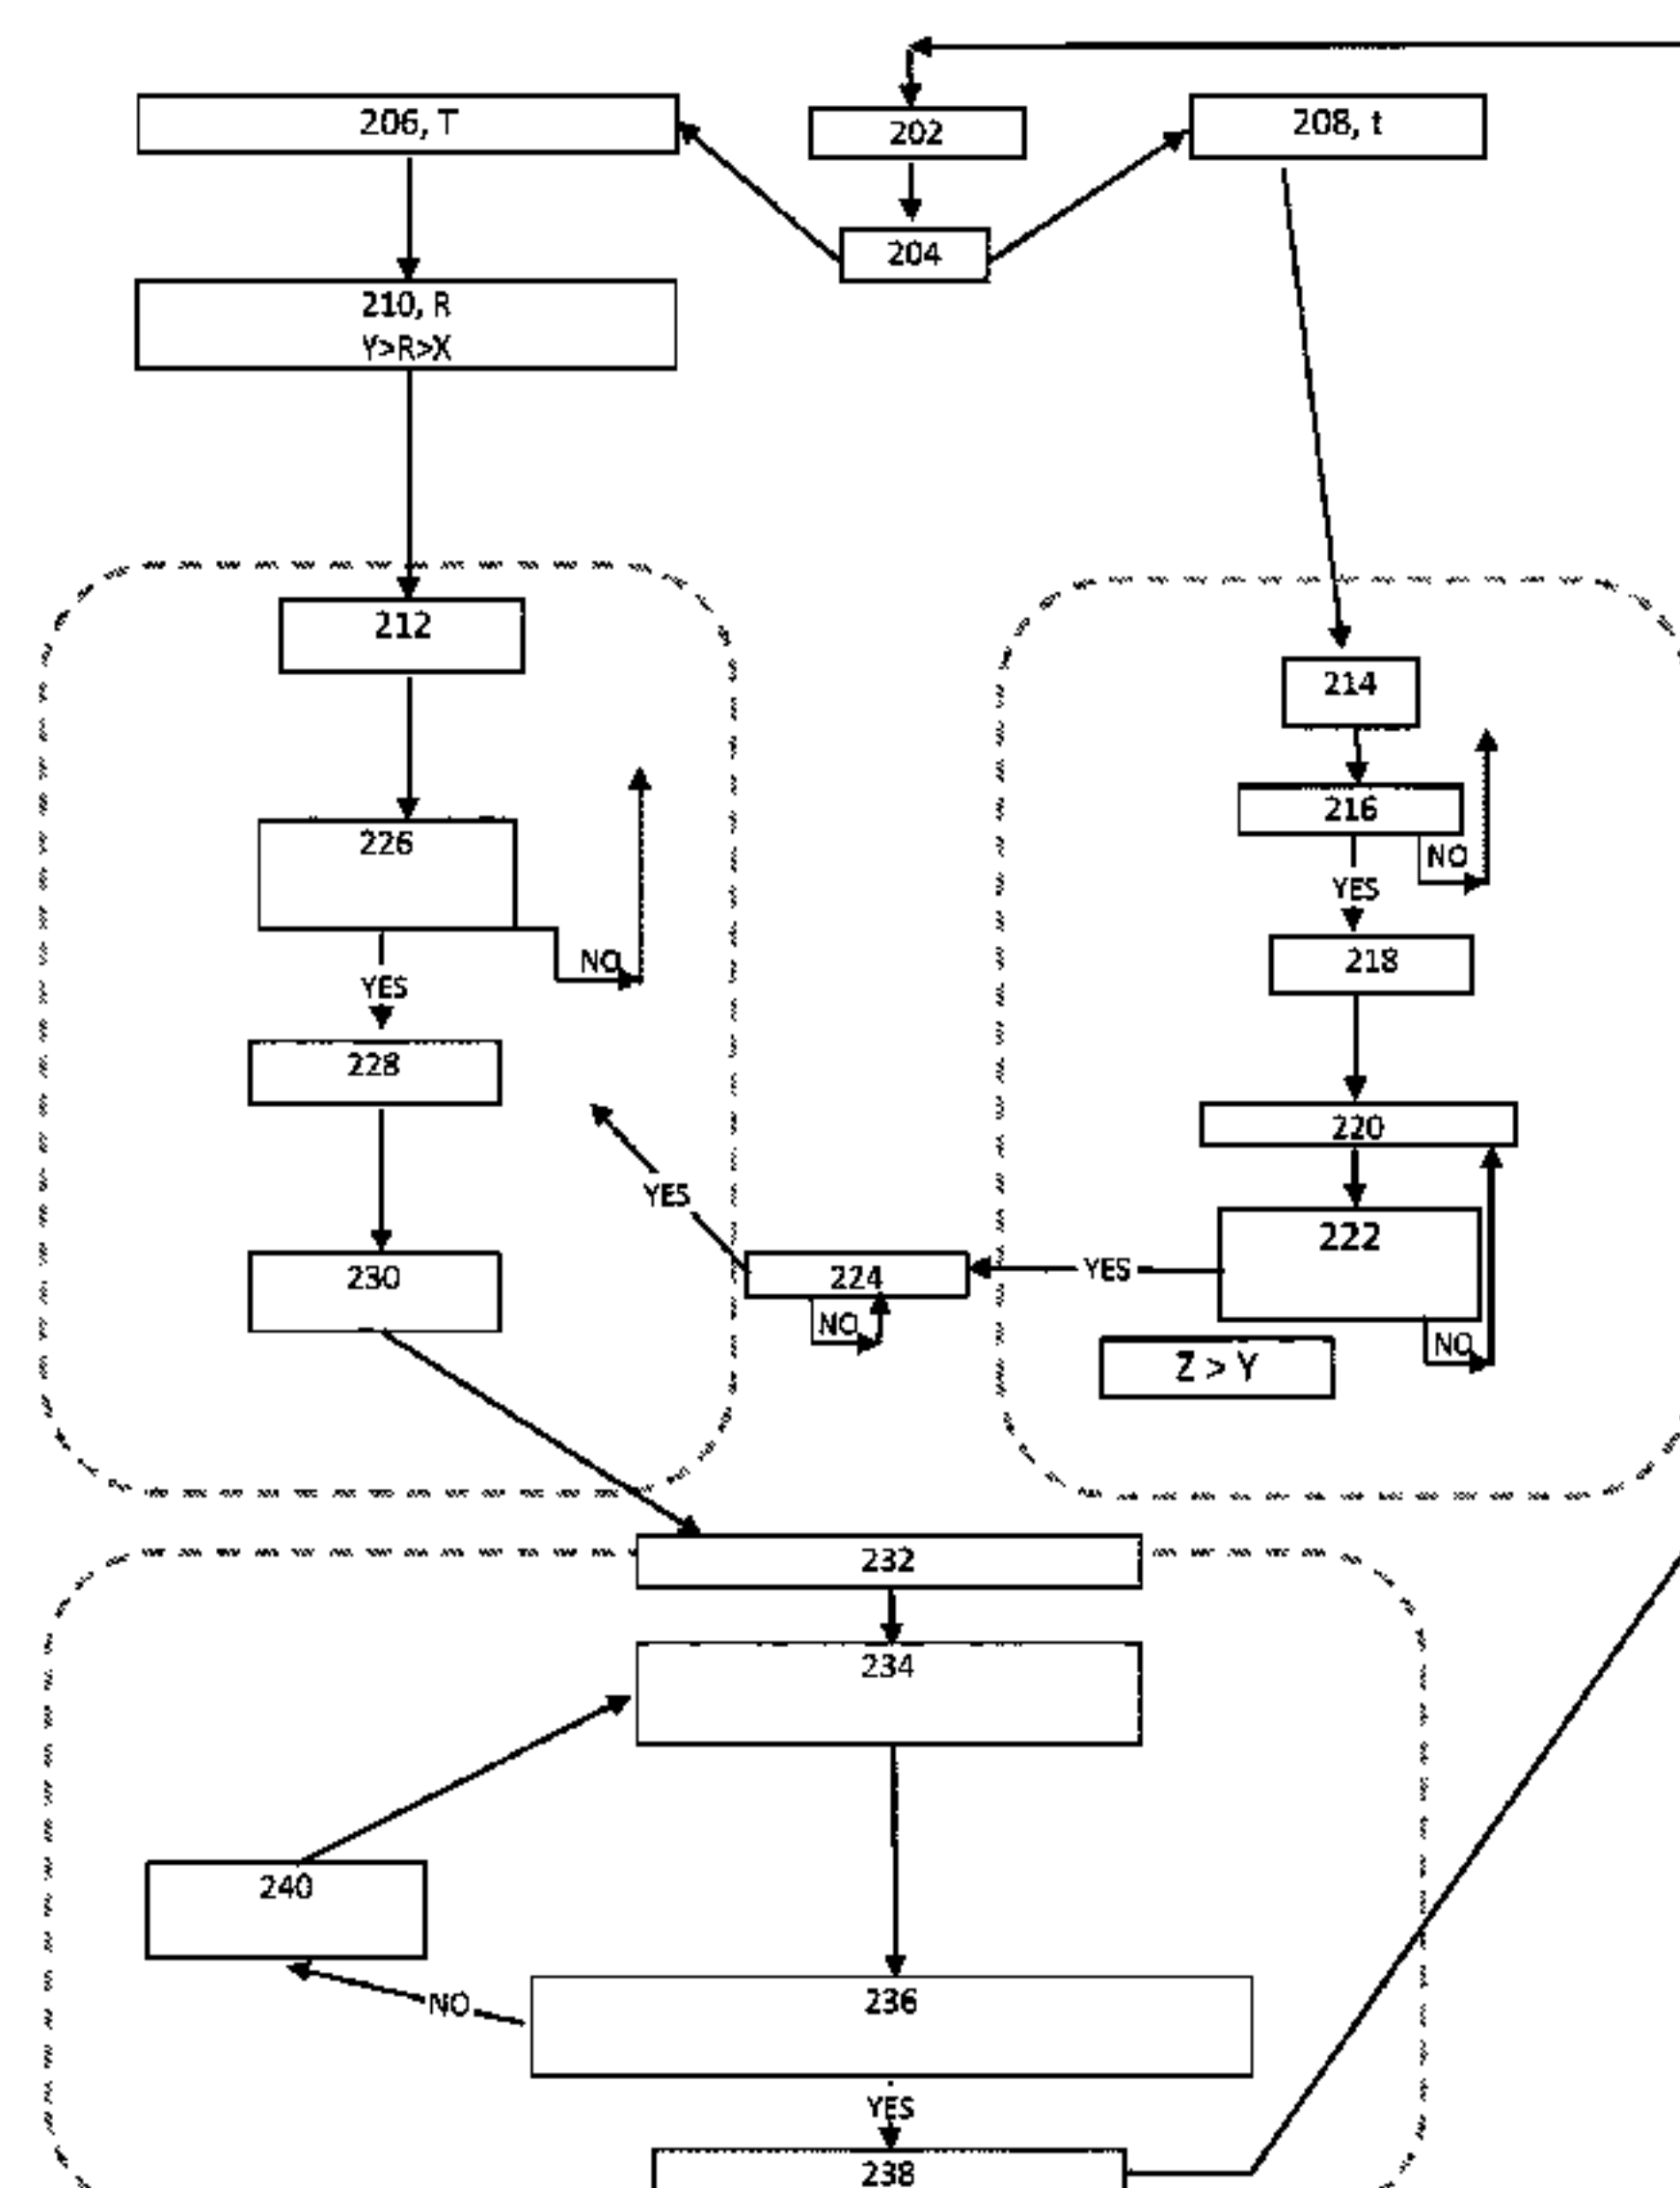 206, T
202
208, t
204
210, R
Y>R>X
212
214
216
226
NO
YES
218
NO
YES
228
220
YES
222
224
YES
230
NO
NO
Z > Y
232
234
240
236
NO
YES
238